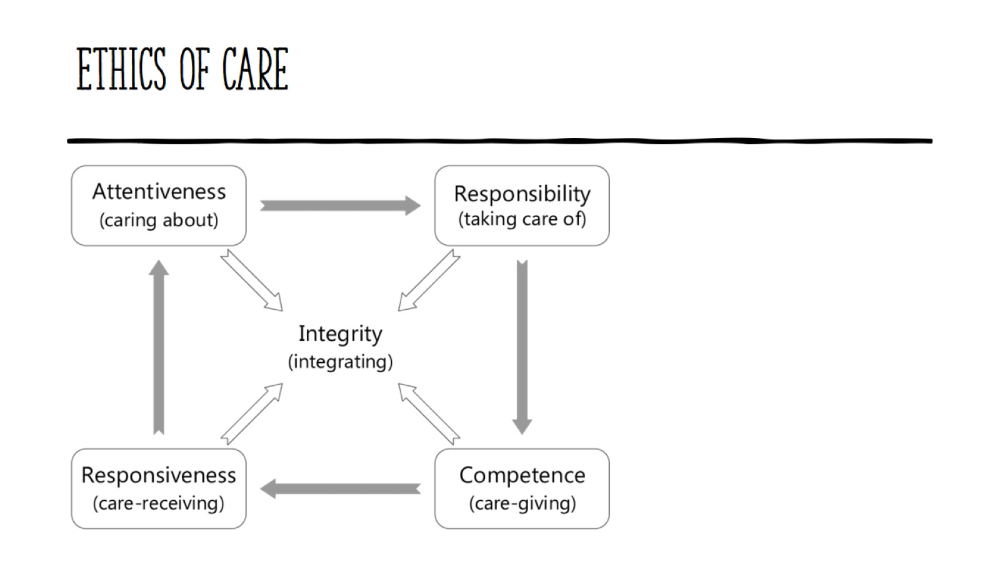 ETHICS OF CARE
Attentiveness
(caring about)
Responsibility
(taking care of)
Integrity
(integrating)
Responsiveness
(care-receiving)
Competence
(care-giving)